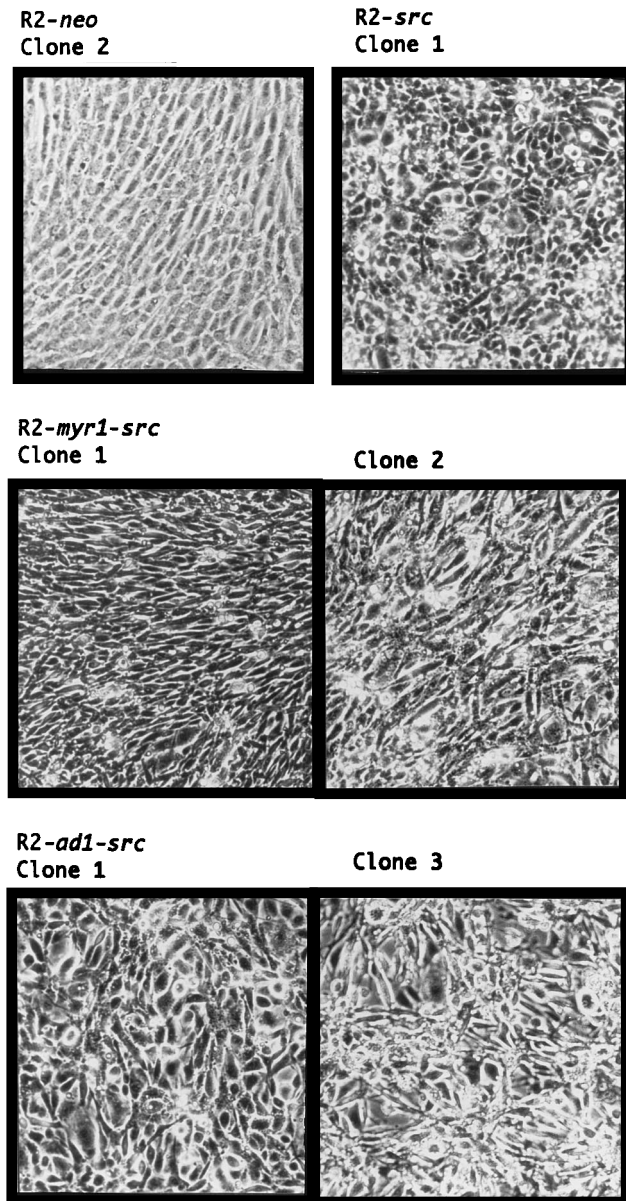 R2-neo
Clone 2
R2-src
Clone 1
R2-myr1-src
Clone 1
Clone 2
R2-ad1-src
Clone 1
Clone 3